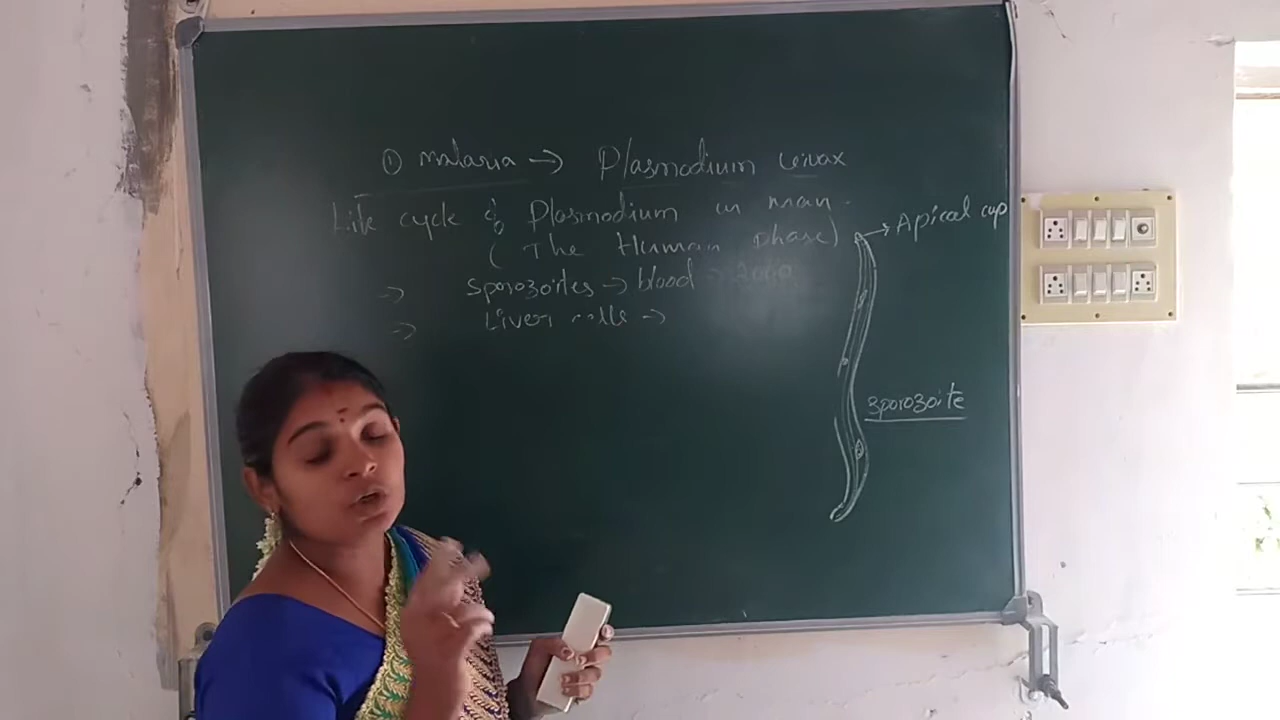 ① malaria → Plasmodium vivax
Life cycle of Plasmodium in man.
( The Human phase)
→ sporozoites → blood →
→ Liver cells →
→ Apical cup
sporozoite